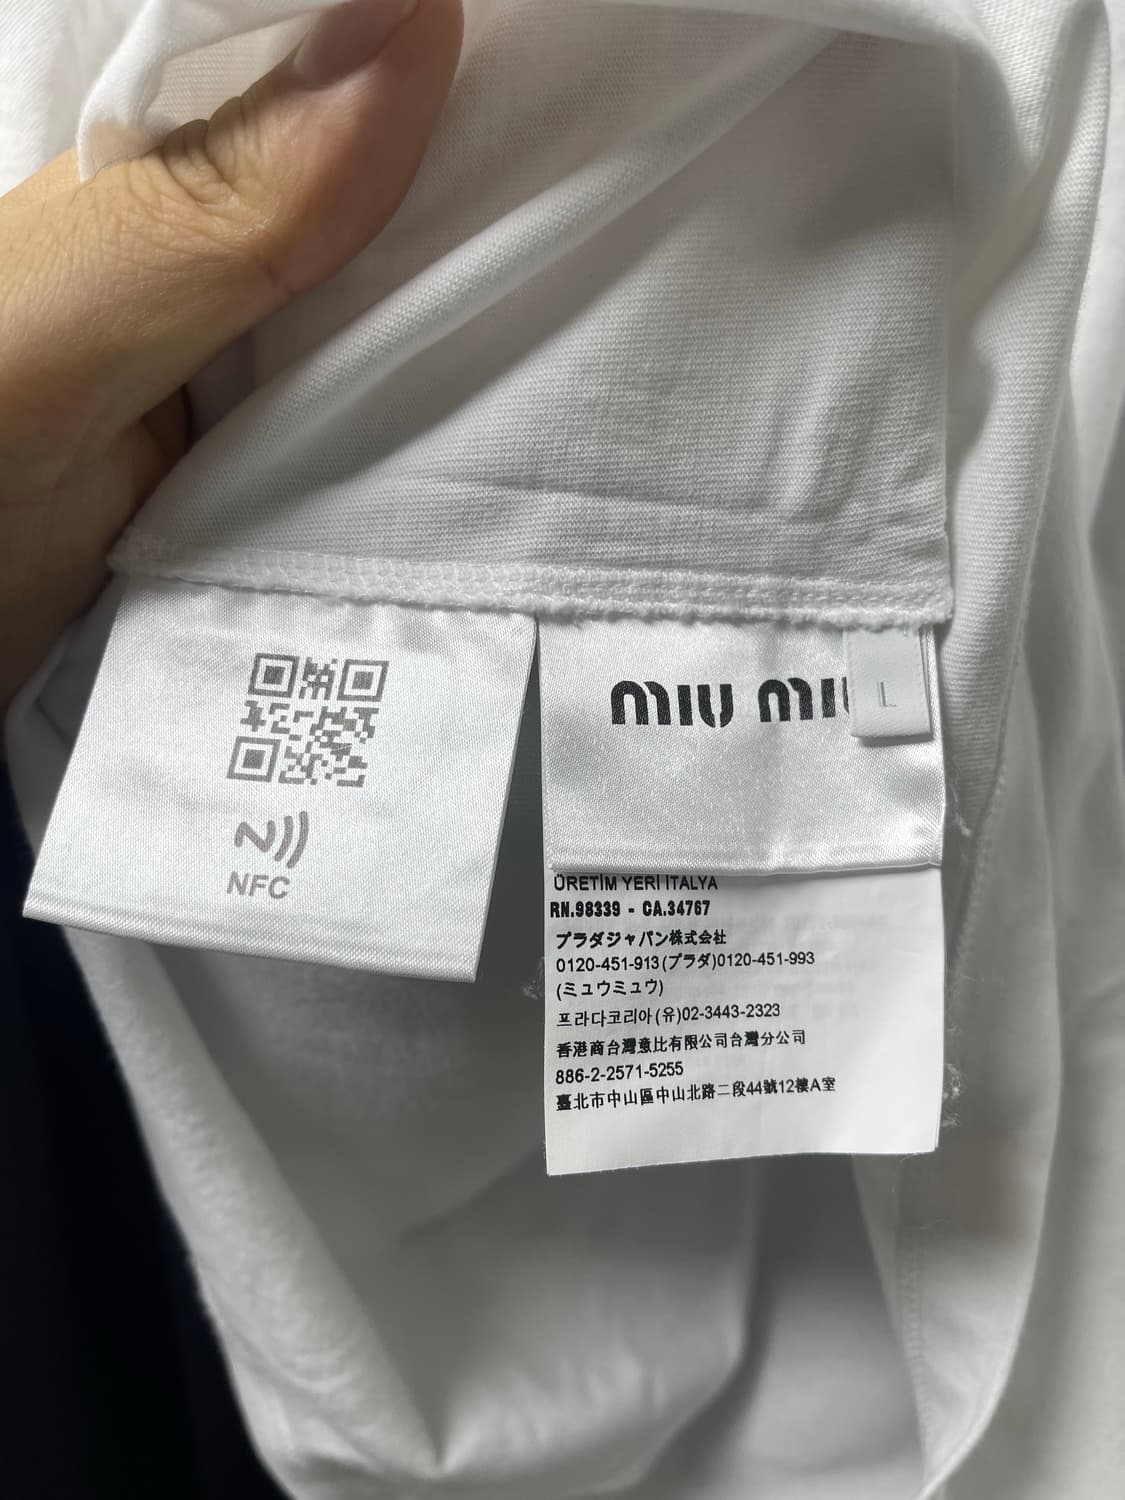 NFC
miu miu
L
ÜRETİM YERİ İTALYA
RN.98339 - CA.34767
プラダジャパン株式会社
0120-451-913(プラダ)0120-451-993
(ミュウミュウ)
프라다코리아(유)02-3443-2323
香港商台灣意比有限公司台灣分公司
886-2-2571-5255
臺北市中山區中山北路二段44號12樓A室